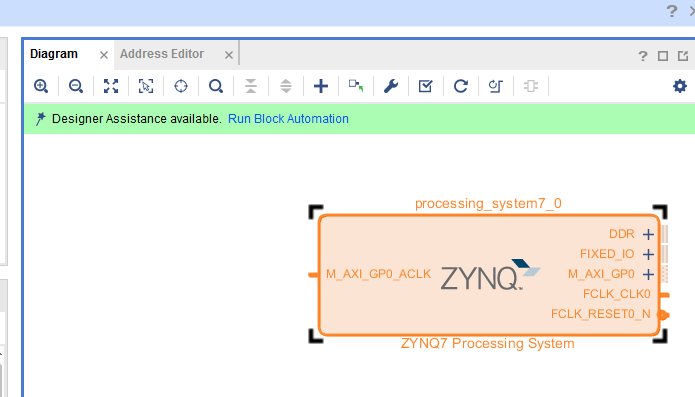 ?
Diagram × Address Editor × ?
Designer Assistance available. Run Block Automation
processing_system7_0
DDR
FIXED_IO
M_AXI_GP0_ACLK ZYNQ M_AXI_GP0
FCLK_CLK0
FCLK_RESET0_N
ZYNQ7 Processing System